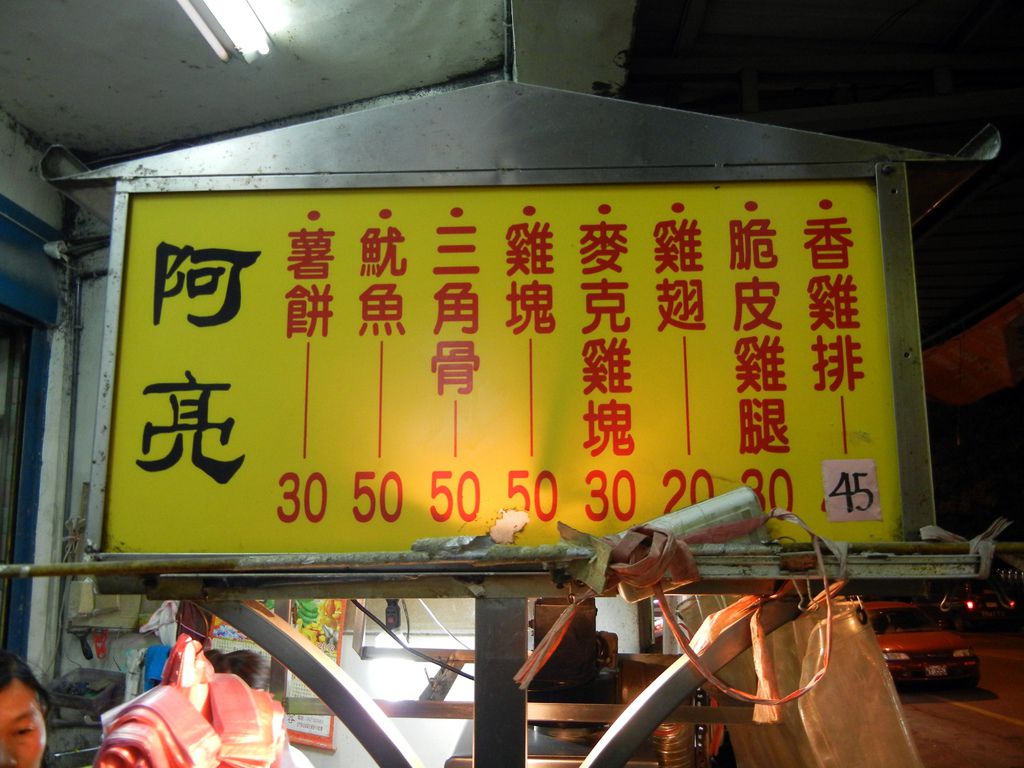 香雞排 45
脆皮雞腿 30
雞翅 20
麥克雞塊 30
雞塊 50
三角骨 50
魷魚 50
薯餅 30
阿亮